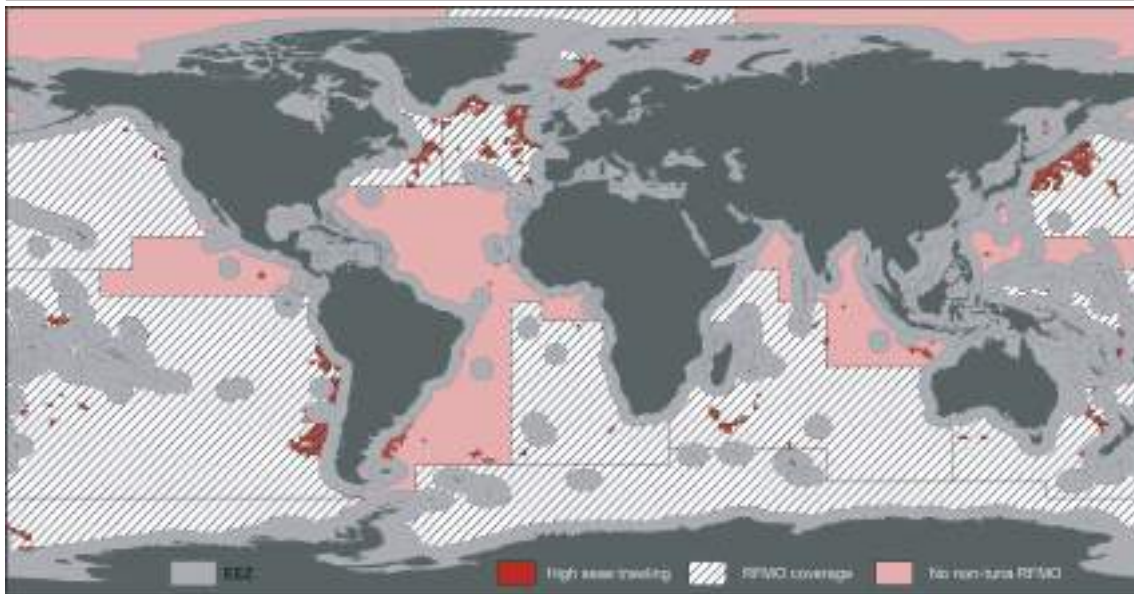 EEZ
High seas trawling
RFMO coverage
No non-tuna RFMO